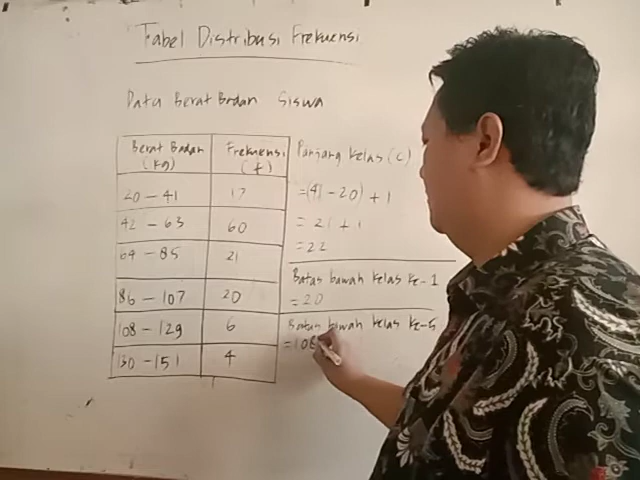 Tabel Distribusi Frekuensi
Data Berat Badan Siswa
Berat Badan (kg)
Frekuensi (f)
20 - 41
17
42 - 63
60
64 - 85
21
86 - 107
20
108 - 129
6
130 - 151
4
Panjang kelas (c)
= (41 - 20) + 1
= 21 + 1
= 22
Batas bawah kelas ke-1
= 20
Batas bawah kelas ke-5
= 108